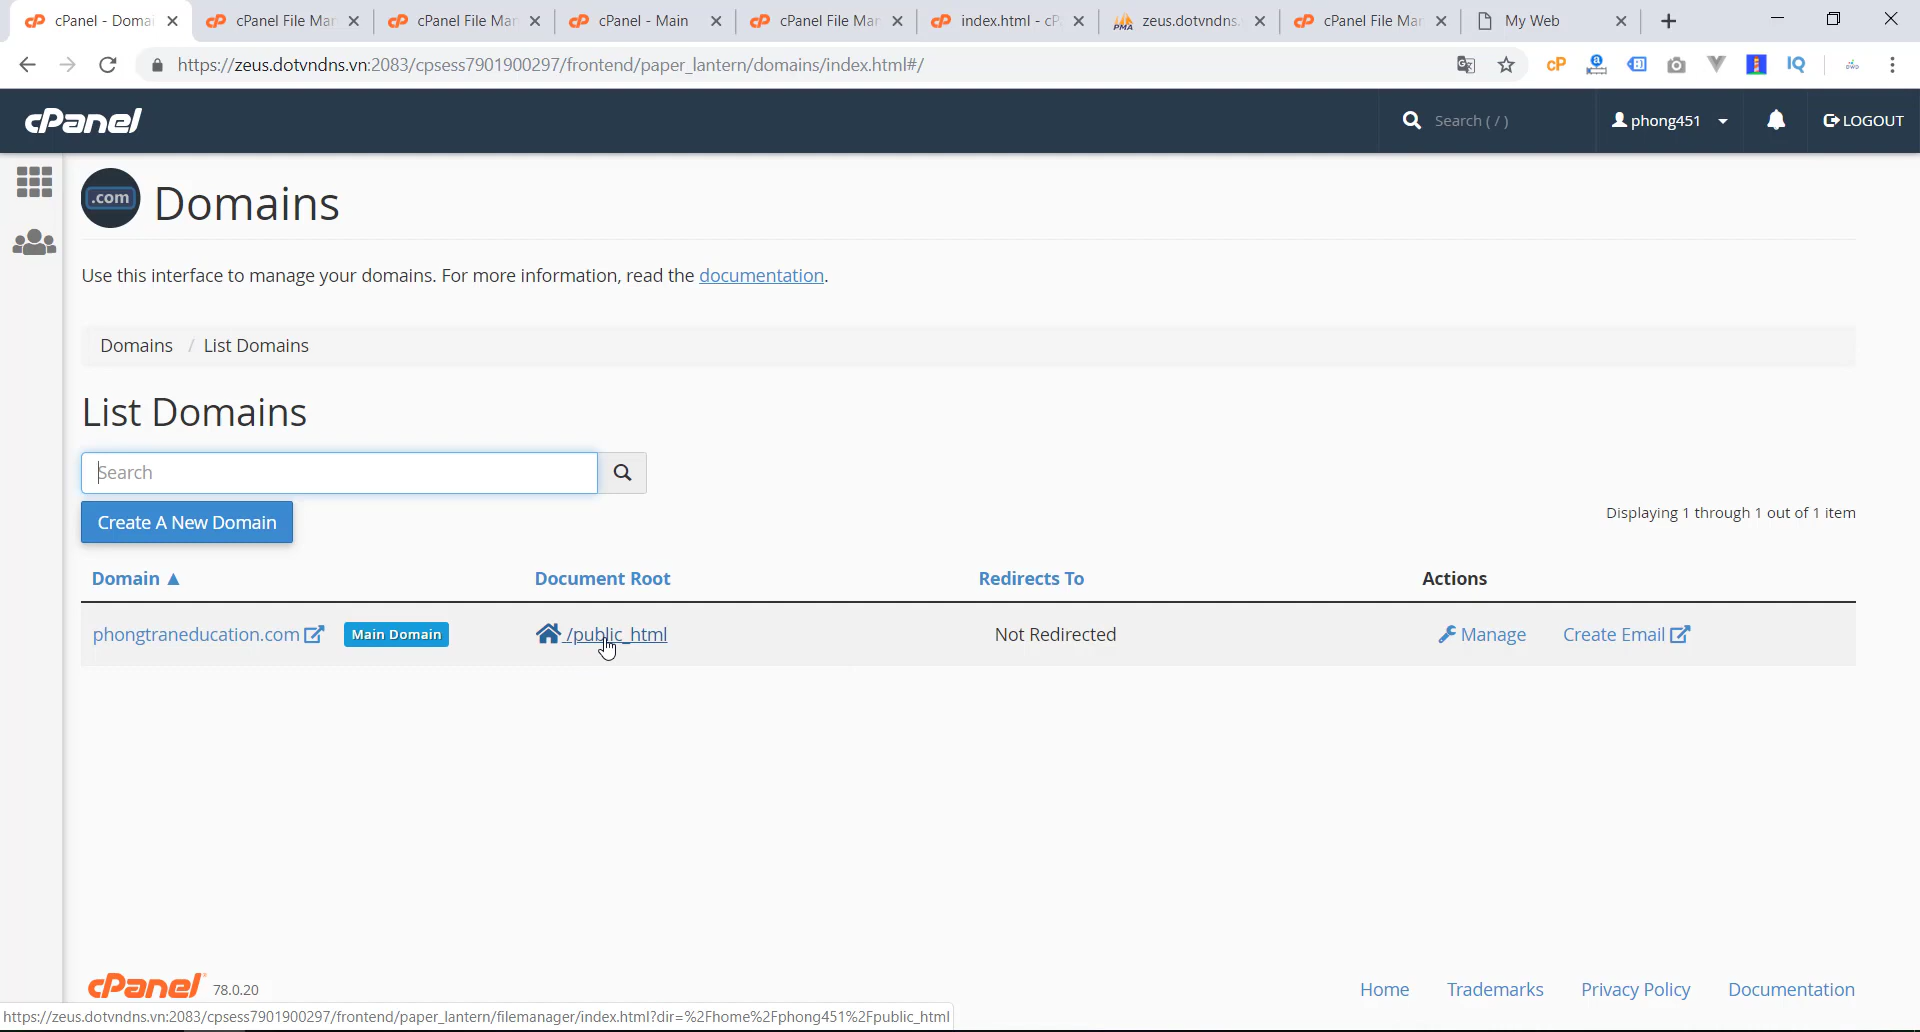 cPanel - Domai
cPanel File Mar
cPanel File Mar
cPanel - Main
cPanel File Mar
index.html - cP
PMA
zeus.dotvndns.
cPanel File Mar
My Web
https://zeus.dotvndns.vn:2083/cpsess7901900297/frontend/paper_lantern/domains/index.html#/
cP
a
IQ
cPanel
Search ( / )
phong451
LOGOUT
.com
Domains
Use this interface to manage your domains. For more information, read the documentation.
Domains / List Domains
List Domains
Search
Create A New Domain
Displaying 1 through 1 out of 1 item
Domain ▲
Document Root
Redirects To
Actions
phongtraneducation.com
Main Domain
/public_html
Not Redirected
Manage
Create Email
cPanel 78.0.20
Home
Trademarks
Privacy Policy
Documentation
https://zeus.dotvndns.vn:2083/cpsess7901900297/frontend/paper_lantern/filemanager/index.html?dir=%2Fhome%2Fphong451%2Fpublic_html